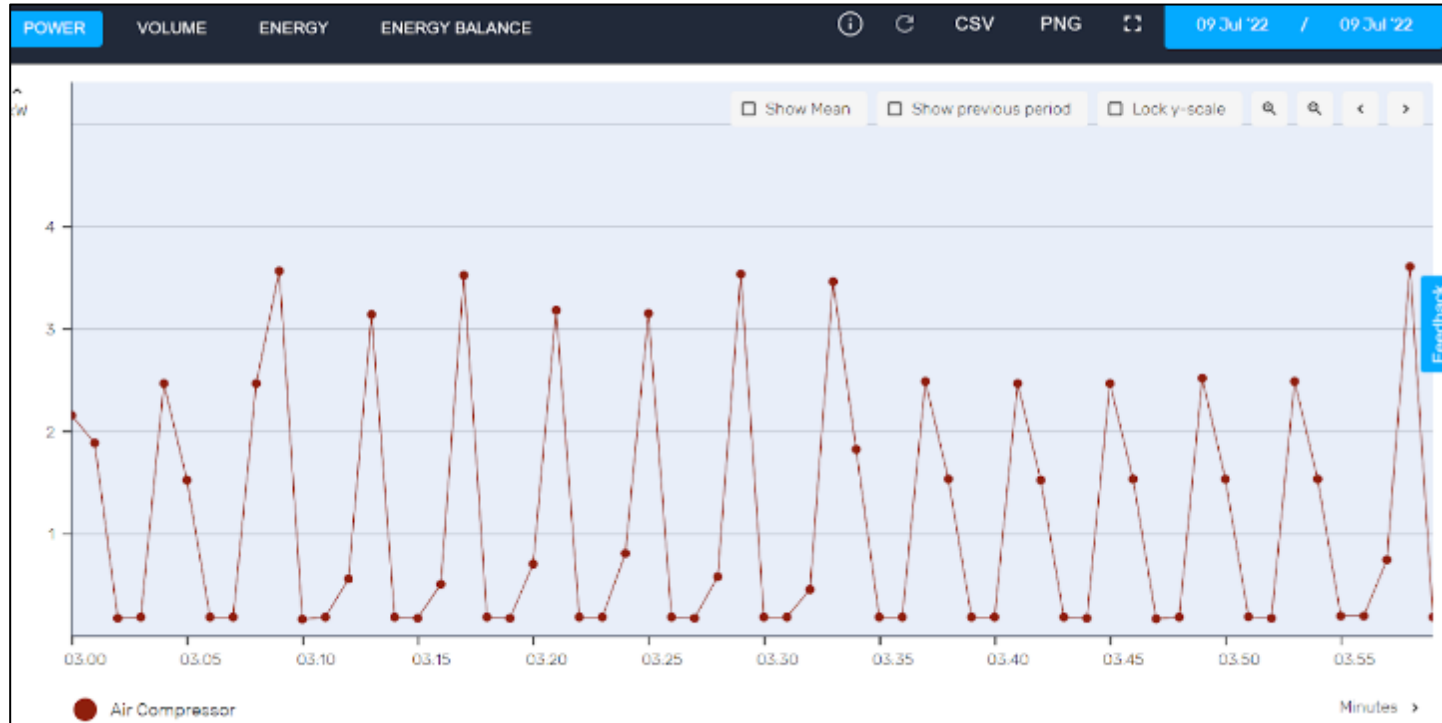 POWER VOLUME ENERGY ENERGY BALANCE CSV PNG 09 Jul '22 / 09 Jul '22
kW
Show Mean Show previous period Lock y-scale
4
3
2
1
Feedback
03.00 03.05 03.10 03.15 03.20 03.25 03.30 03.35 03.40 03.45 03.50 03.55
Air Compressor Minutes >